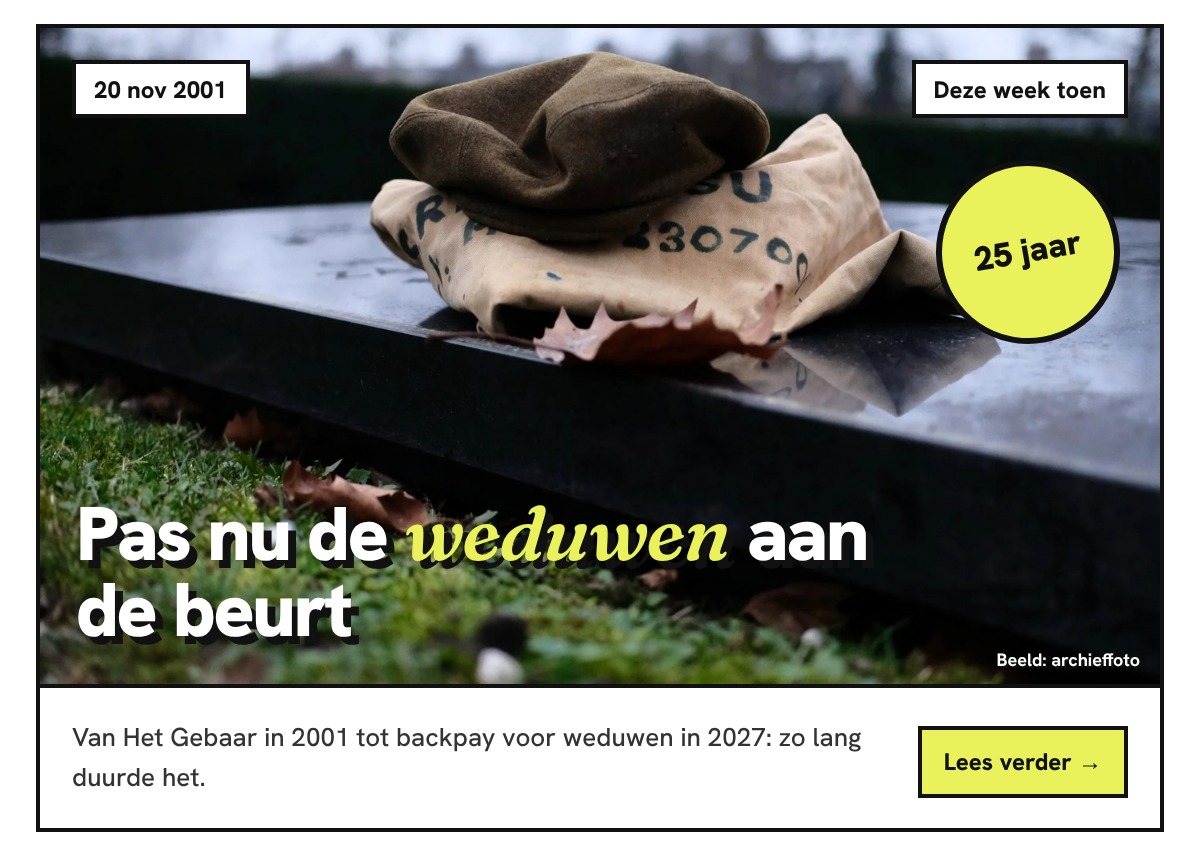 20 nov 2001
Deze week toen
25 jaar
230700
Pas nu de weduwen aan
de beurt
Beeld: archieffoto
Van Het Gebaar in 2001 tot backpay voor weduwen in 2027: zo lang
duurde het.
Lees verder →